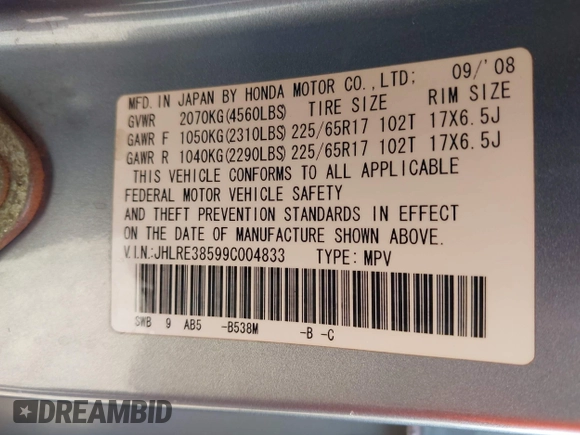 MFD. IN JAPAN BY HONDA MOTOR CO.,LTD; 09/'08
GVWR 2070KG(4560LBS) TIRE SIZE RIM SIZE
GAWR F 1050KG(2310LBS) 225/65R17 102T 17X6.5J
GAWR R 1040KG(2290LBS) 225/65R17 102T 17X6.5J
THIS VEHICLE CONFORMS TO ALL APPLICABLE
FEDERAL MOTOR VEHICLE SAFETY
AND THEFT PREVENTION STANDARDS IN EFFECT
ON THE DATE OF MANUFACTURE SHOWN ABOVE.
V.I.N.:JHLRE38599C004833 TYPE: MPV
SWB 9 AB5 -B538M -B -C
DREAMBID